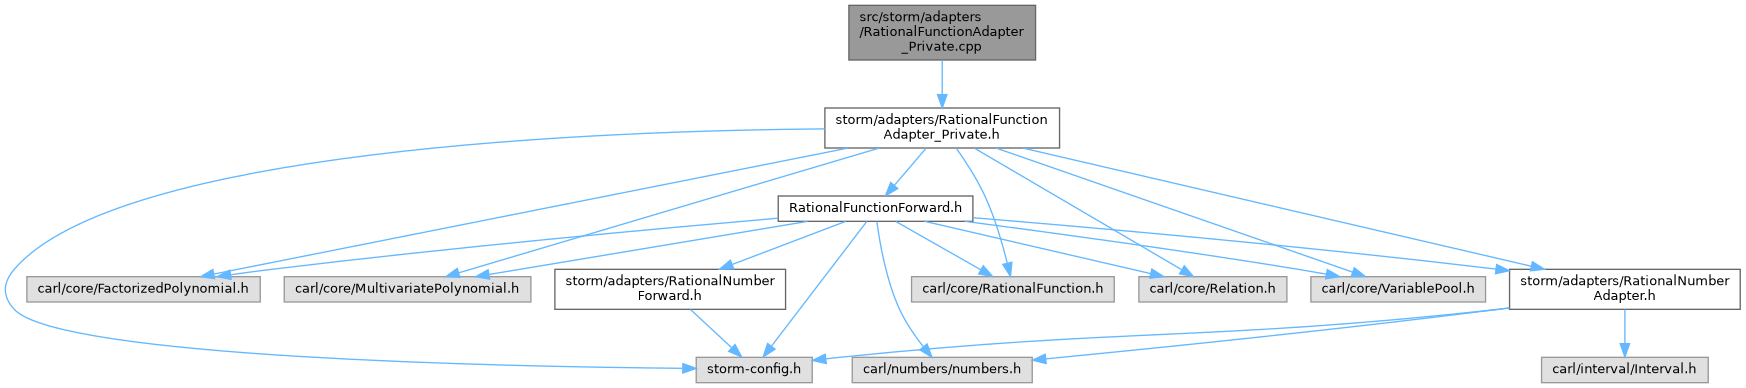 src/storm/adapters
/RationalFunctionAdapter
_Private.cpp
storm/adapters/RationalFunction
Adapter_Private.h
RationalFunctionForward.h
carl/core/FactorizedPolynomial.h
carl/core/MultivariatePolynomial.h
storm/adapters/RationalNumber
Forward.h
carl/core/RationalFunction.h
carl/core/Relation.h
carl/core/VariablePool.h
storm/adapters/RationalNumber
Adapter.h
storm-config.h
carl/numbers/numbers.h
carl/interval/Interval.h